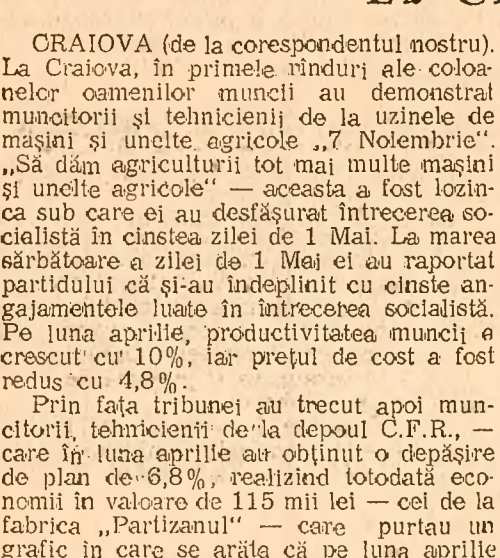 CRAIOVA (de la corespondentul nostru).
La Craiova, în primele rînduri ale coloa-
nelor oamenilor muncii au demonstrat
muncitorii și tehnicienii de la uzinele de
mașini și unelte agricole „7 Noiembrie“.
„Să dăm agriculturii tot mai multe mașini
și unelte agricole“ — aceasta a fost lozin-
ca sub care ei au desfășurat întrecerea so-
cialistă în cinstea zilei de 1 Mai. La marea
sărbătoare a zilei de 1 Mai ei au raportat
partidului că și-au îndeplinit cu cinste an-
gajamentele luate în întrecerea socialistă.
Pe luna aprilie, productivitatea muncii a
crescut cu 10%, iar prețul de cost a fost
redus cu 4,8%.
Prin fața tribunei au trecut apoi mun-
citorii, tehnicienii de la depoul C.F.R., —
care în luna aprilie au obținut o depășire
de plan de 6,8%, realizînd totodată eco-
nomii în valoare de 115 mii lei — cei de la
fabrica „Partizanul“ — care purtau un
grafic în care se arăta că pe luna aprilie